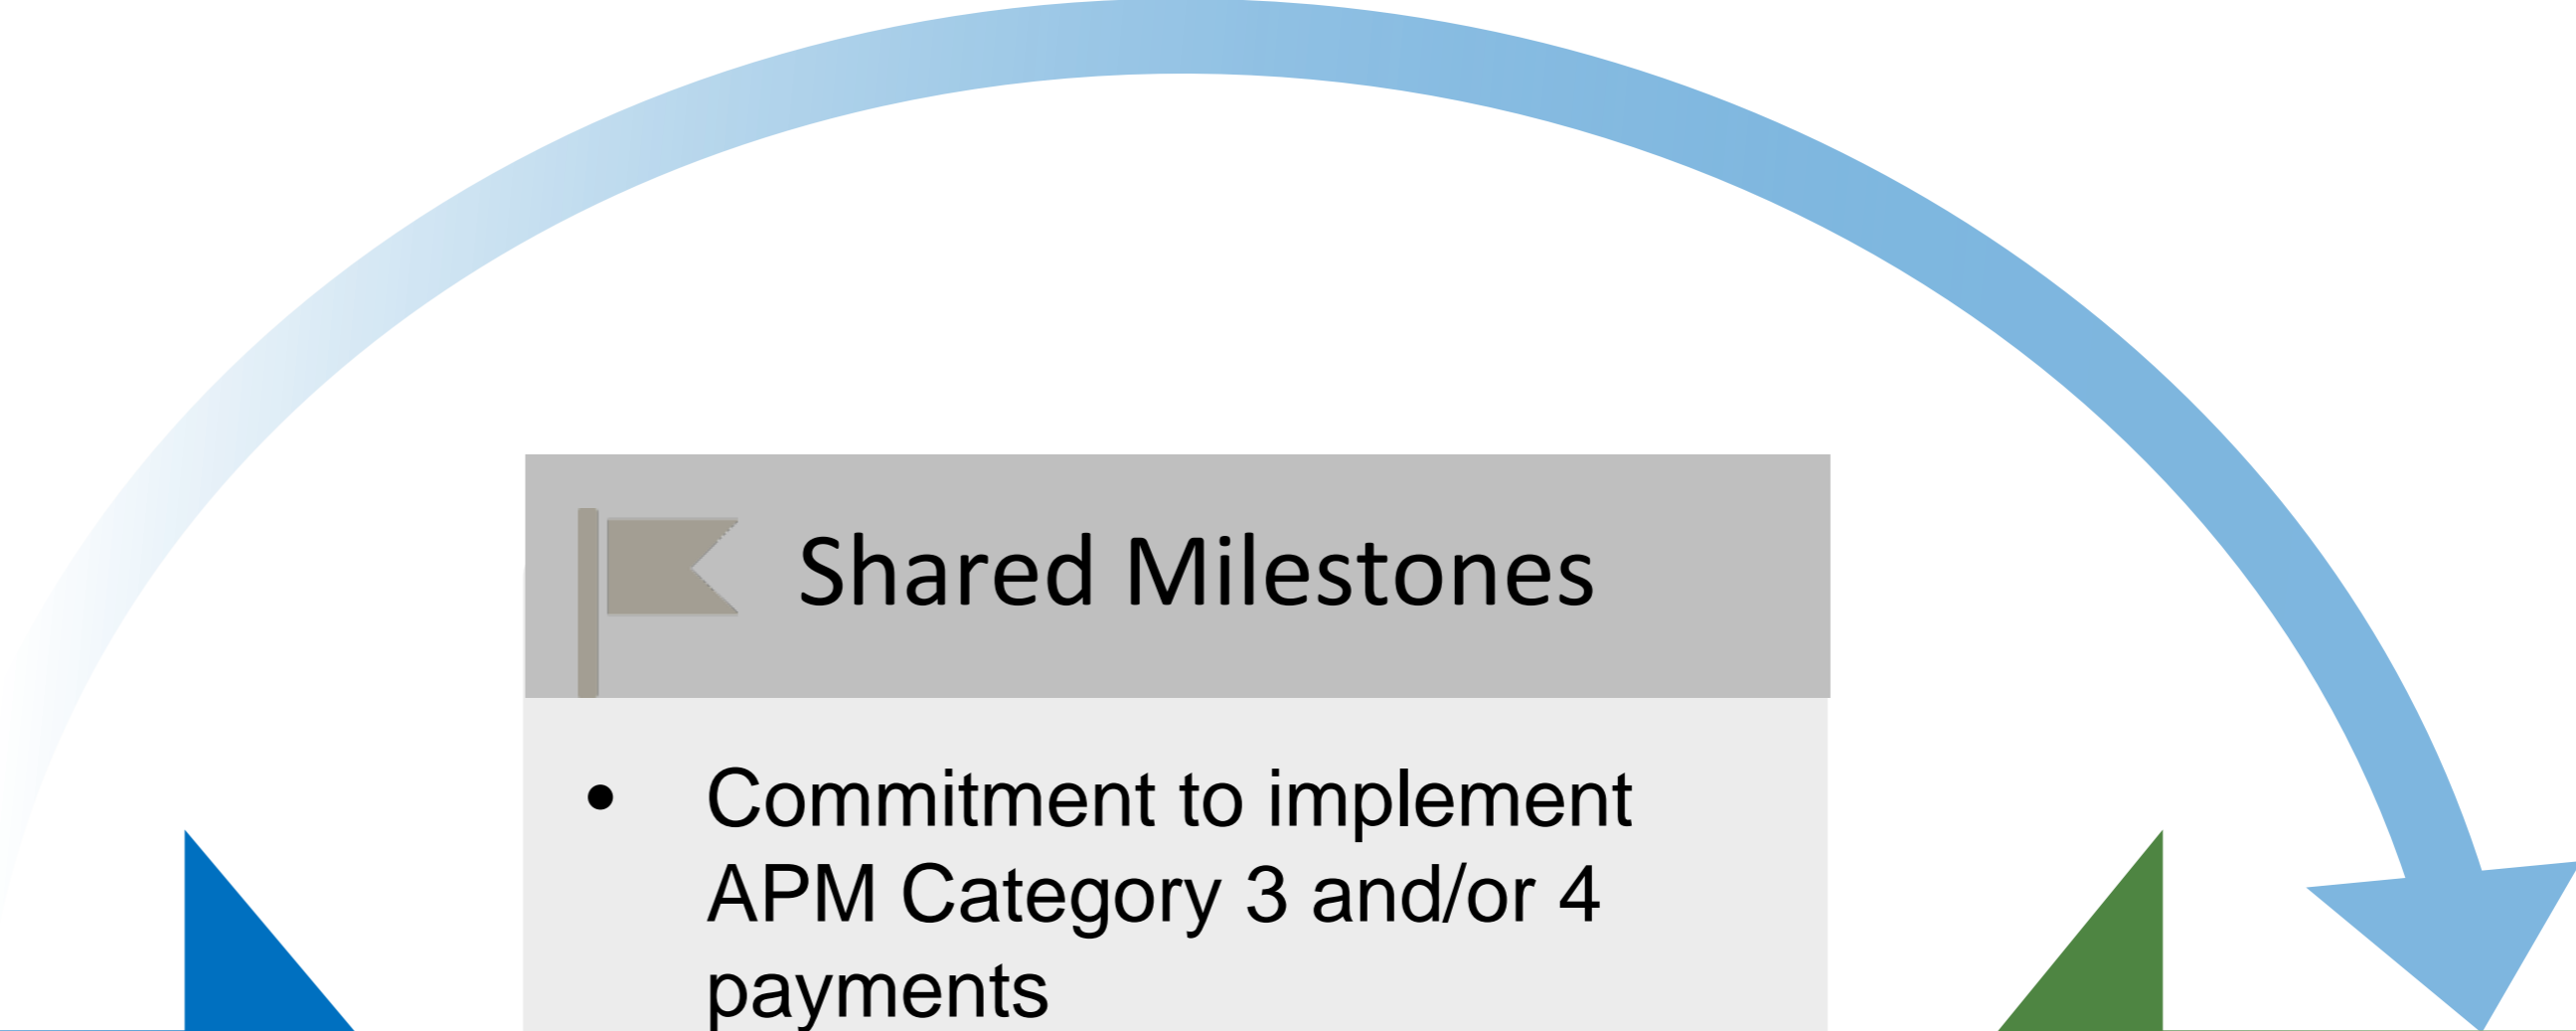 Shared Milestones
• Commitment to implement
APM Category 3 and/or 4
payments